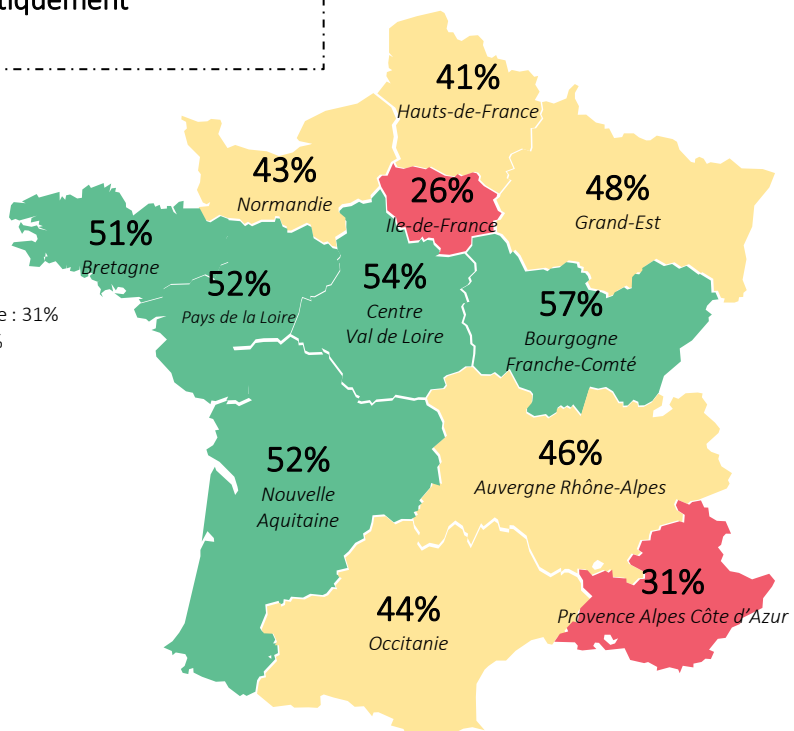 41%
Hauts-de-France
43%
Normandie
26%
Ile-de-France
48%
Grand-Est
51%
Bretagne
52%
Pays de la Loire
54%
Centre
Val de Loire
57%
Bourgogne
Franche-Comté
: 31%
52%
Nouvelle
Aquitaine
46%
Auvergne Rhône-Alpes
44%
Occitanie
31%
Provence Alpes Côte d'Azur